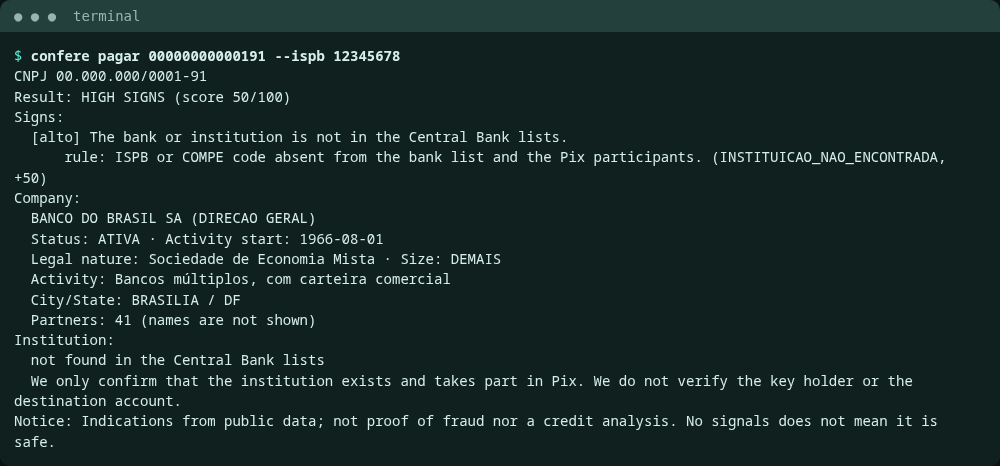 terminal
$ confere pagar 00000000000191 --ispb 12345678
CNPJ 00.000.000/0001-91
Result: HIGH SIGNS (score 50/100)
Signs:
[alto] The bank or institution is not in the Central Bank lists.
rule: ISPB or COMPE code absent from the bank list and the Pix participants. (INSTITUICAO_NAO_ENCONTRADA,
+50)
Company:
BANCO DO BRASIL SA (DIRECAO GERAL)
Status: ATIVA · Activity start: 1966-08-01
Legal nature: Sociedade de Economia Mista · Size: DEMAIS
Activity: Bancos múltiplos, com carteira comercial
City/State: BRASILIA / DF
Partners: 41 (names are not shown)
Institution:
not found in the Central Bank lists
We only confirm that the institution exists and takes part in Pix. We do not verify the key holder or the
destination account.
Notice: Indications from public data; not proof of fraud nor a credit analysis. No signals does not mean it is
safe.